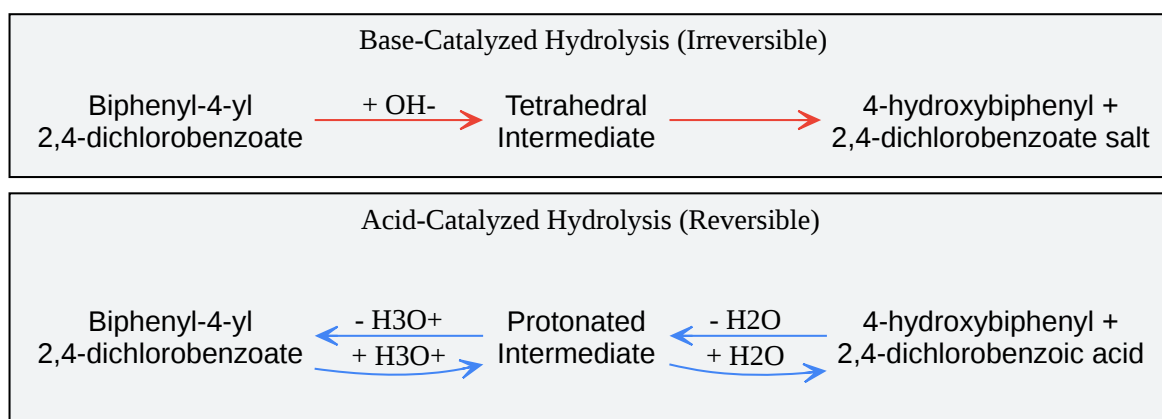 Base-Catalyzed Hydrolysis (Irreversible)
Biphenyl-4-yl
2,4-dichlorobenzoate
+ OH-
Tetrahedral
Intermediate
4-hydroxybiphenyl +
2,4-dichlorobenzoate salt
Acid-Catalyzed Hydrolysis (Reversible)
Biphenyl-4-yl
2,4-dichlorobenzoate
- H3O+
+ H3O+
Protonated
Intermediate
- H2O
+ H2O
4-hydroxybiphenyl +
2,4-dichlorobenzoic acid